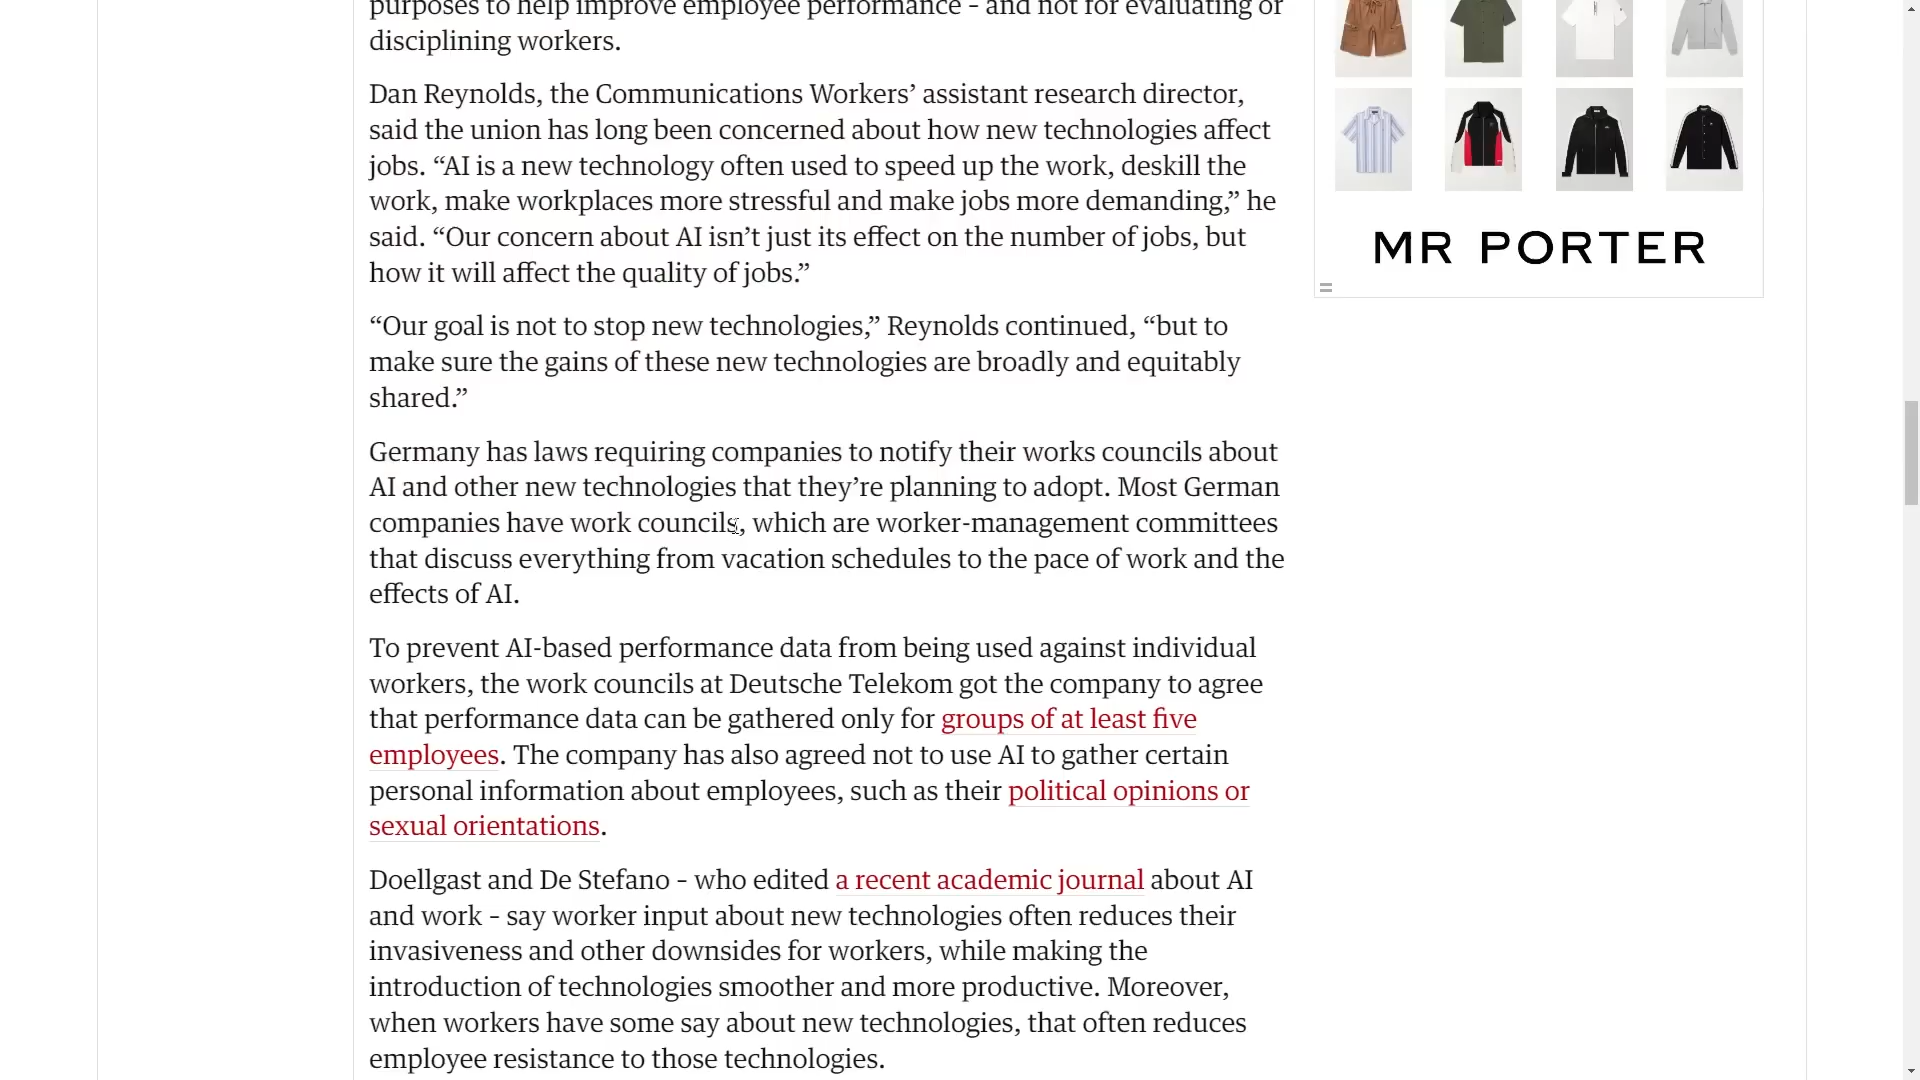 purposes to help improve employee performance – and not for evaluating or
disciplining workers.
Dan Reynolds, the Communications Workers’ assistant research director,
said the union has long been concerned about how new technologies affect
jobs. “AI is a new technology often used to speed up the work, deskill the
work, make workplaces more stressful and make jobs more demanding,” he
said. “Our concern about AI isn’t just its effect on the number of jobs, but
how it will affect the quality of jobs.”
“Our goal is not to stop new technologies,” Reynolds continued, “but to
make sure the gains of these new technologies are broadly and equitably
shared.”
Germany has laws requiring companies to notify their works councils about
AI and other new technologies that they’re planning to adopt. Most German
companies have work councils, which are worker-management committees
that discuss everything from vacation schedules to the pace of work and the
effects of AI.
To prevent AI-based performance data from being used against individual
workers, the work councils at Deutsche Telekom got the company to agree
that performance data can be gathered only for groups of at least five
employees. The company has also agreed not to use AI to gather certain
personal information about employees, such as their political opinions or
sexual orientations.
Doellgast and De Stefano – who edited a recent academic journal about AI
and work – say worker input about new technologies often reduces their
invasiveness and other downsides for workers, while making the
introduction of technologies smoother and more productive. Moreover,
when workers have some say about new technologies, that often reduces
employee resistance to those technologies.
MR PORTER